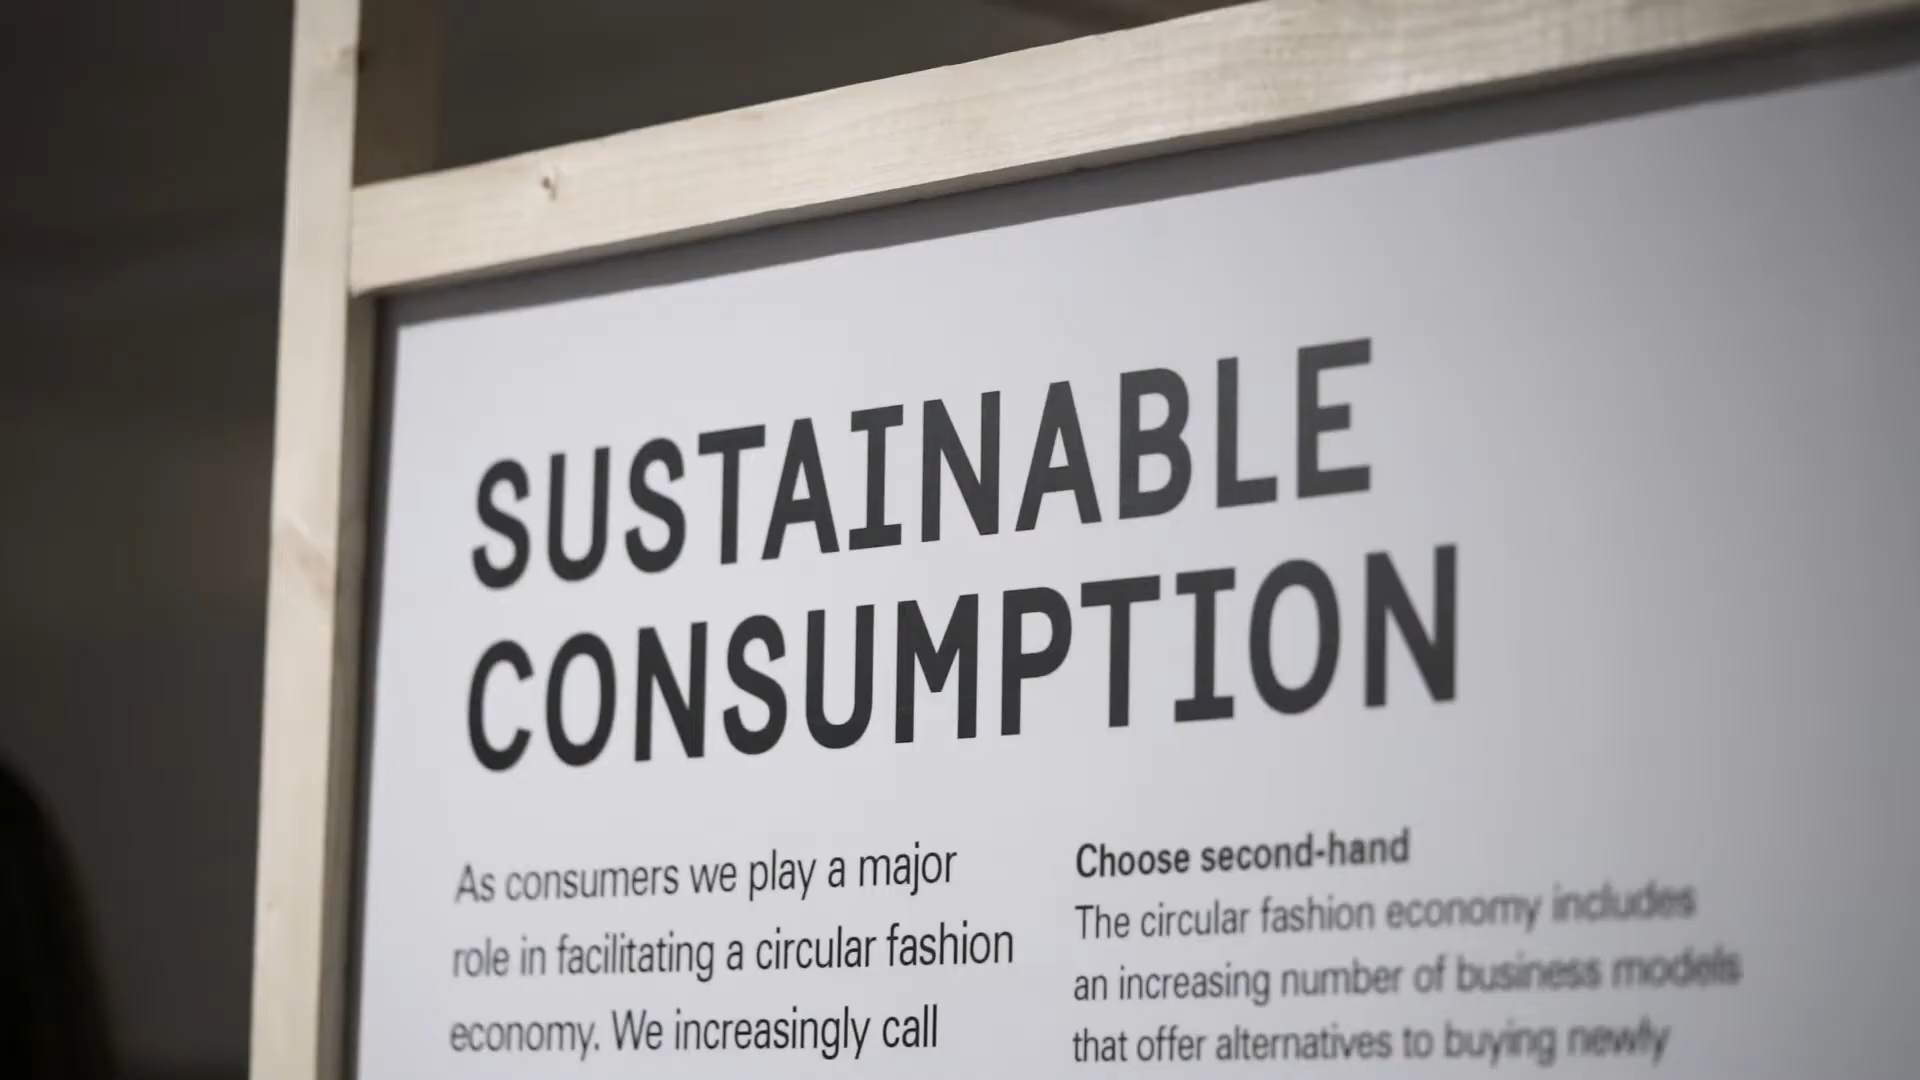 SUSTAINABLE
CONSUMPTION
As consumers we play a major
role in facilitating a circular fashion
economy. We increasingly call
Choose second-hand
The circular fashion economy includes
an increasing number of business models
that offer alternatives to buying newly